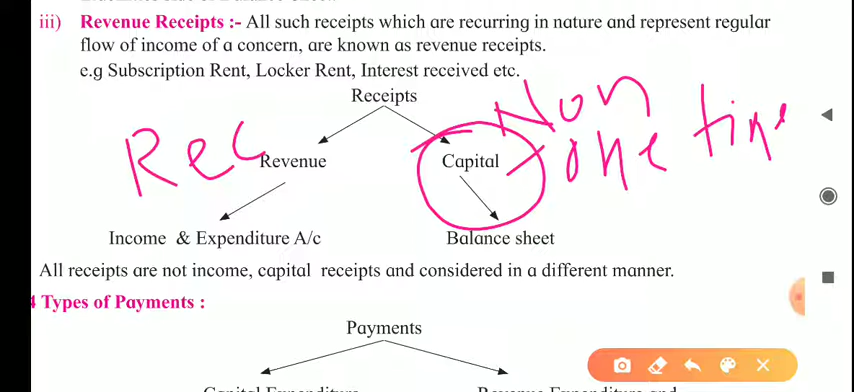 iii) Revenue Receipts :- All such receipts which are recurring in nature and represent regular
flow of income of a concern, are known as revenue receipts.
e.g Subscription Rent, Locker Rent, Interest received etc.
Receipts
Non
one time
Rec
Revenue
Capital
Income & Expenditure A/c
Balance sheet
All receipts are not income, capital receipts and considered in a different manner.
4 Types of Payments :
Payments